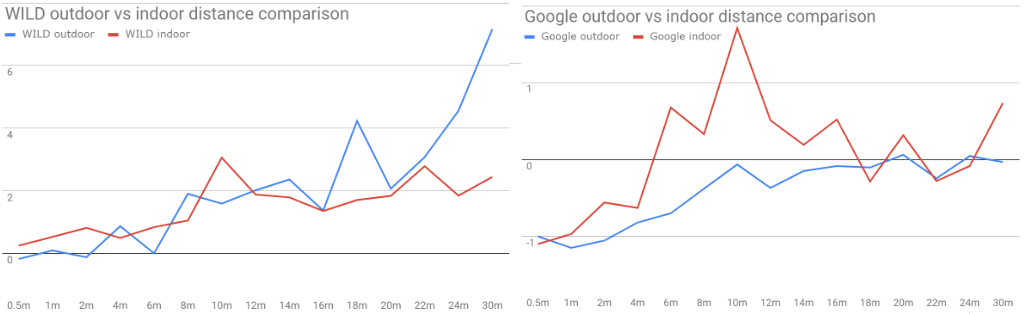 WILD outdoor vs indoor distance comparison
WILD outdoor WILD indoor
6
4
2
0
0.5m 1m 2m 4m 6m 8m 10m 12m 14m 16m 18m 20m 22m 24m 30m
Google outdoor vs indoor distance comparison
Google outdoor Google indoor
1
0
-1
0.5m 1m 2m 4m 6m 8m 10m 12m 14m 16m 18m 20m 22m 24m 30m